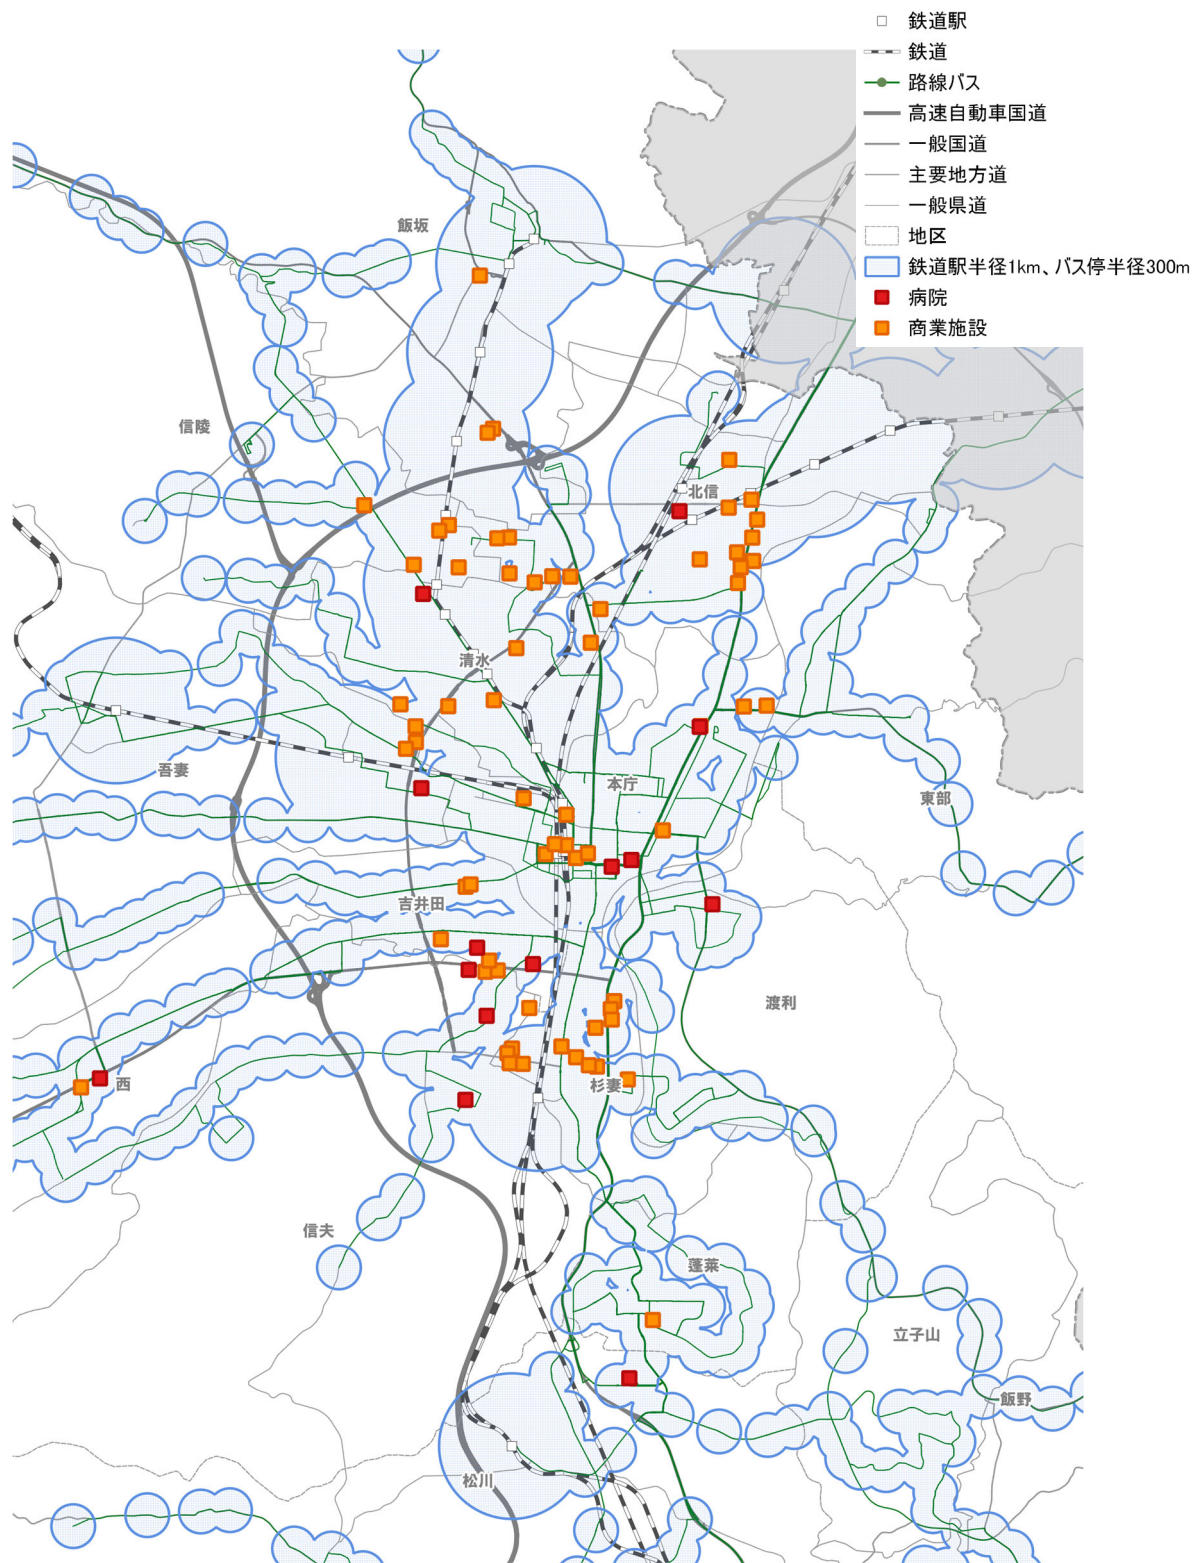 鉄道駅
鉄道
路線バス
高速自動車国道
一般国道
主要地方道
一般県道
地区
鉄道駅半径1km、バス停半径300m
病院
商業施設
飯坂
信陵
北信
清水
吾妻
本庁
東部
吉井田
渡利
西
杉妻
信夫
蓬莱
立子山
飯野
松川